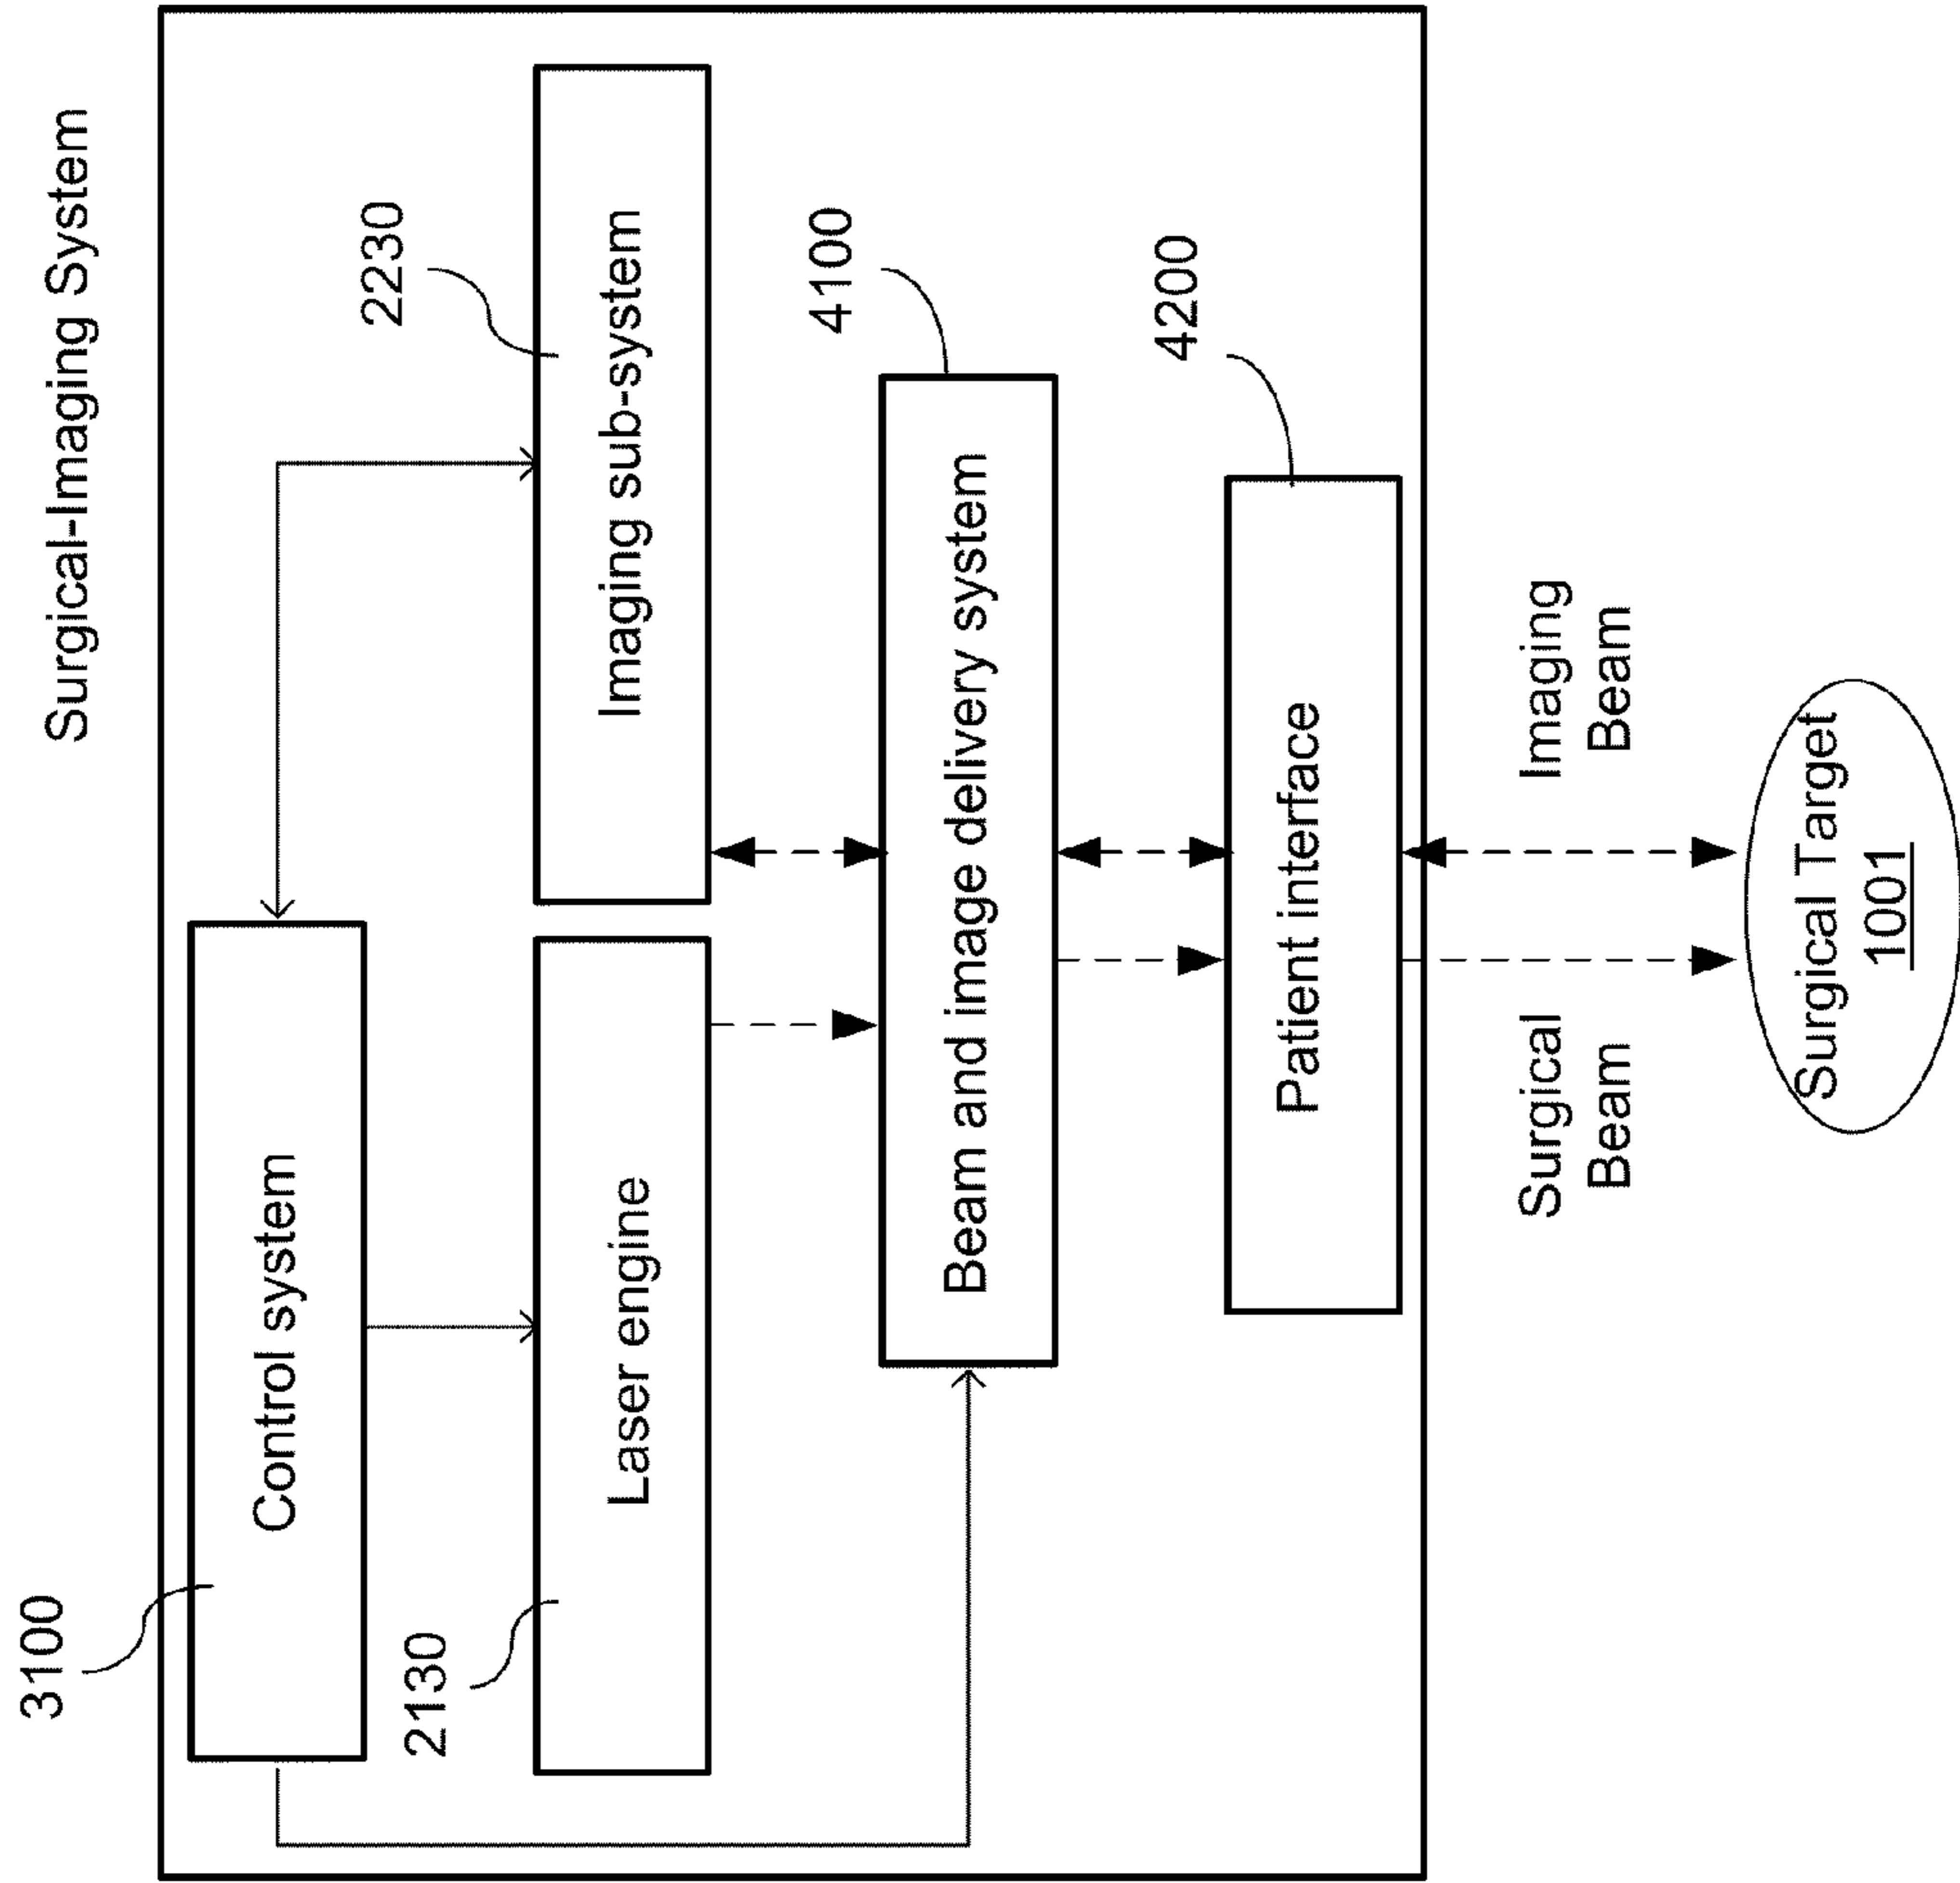 Surgical-Imaging System
3100
Control system
2230
2130
Laser engine
Imaging sub-system
4100
Beam and image delivery system
4200
Patient interface
Surgical
Beam
Imaging
Beam
Surgical Target
1001